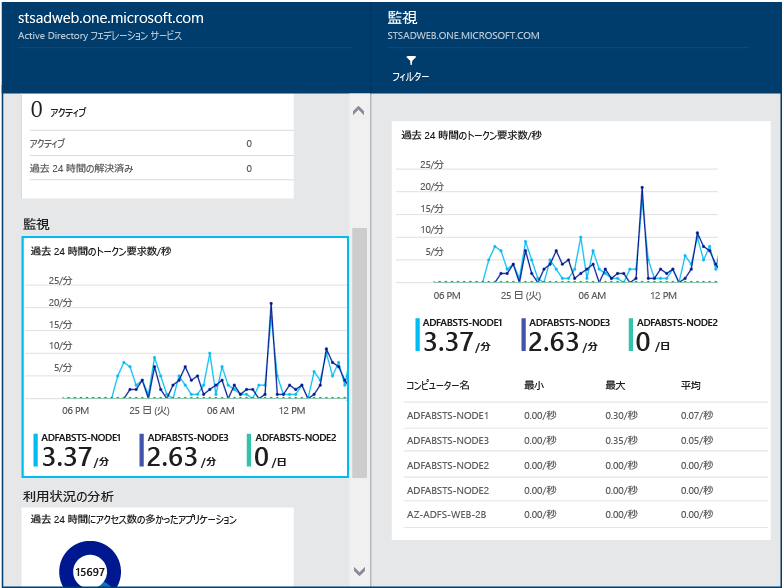 stsadweb.one.microsoft.com
Active Directory フェデレーション サービス
0 アクティブ
アクティブ 0
過去 24 時間の解決済み 0
監視
過去 24 時間のトークン要求数/秒
25/分
20/分
15/分
10/分
5/分
06 PM 25 日 (火) 06 AM 12 PM
ADFABSTS-NODE1 ADFABSTS-NODE3 ADFABSTS-NODE2
3.37 /分 2.63 /分 0 /日
利用状況の分析
過去 24 時間にアクセス数の多かったアプリケーション
15697
監視
STSADWEB.ONE.MICROSOFT.COM
フィルター
過去 24 時間のトークン要求数/秒
25/分
20/分
15/分
10/分
5/分
06 PM 25 日 (火) 06 AM 12 PM
ADFABSTS-NODE1 ADFABSTS-NODE3 ADFABSTS-NODE2
3.37 /分 2.63 /分 0 /日
コンピューター名 最小 最大 平均
ADFABSTS-NODE1 0.00/秒 0.30/秒 0.07/秒
ADFABSTS-NODE3 0.00/秒 0.35/秒 0.05/秒
ADFABSTS-NODE2 0.00/秒 0.00/秒 0.00/秒
ADFABSTS-NODE2 0.00/秒 0.00/秒 0.00/秒
AZ-ADFS-WEB-2B 0.00/秒 0.00/秒 0.00/秒